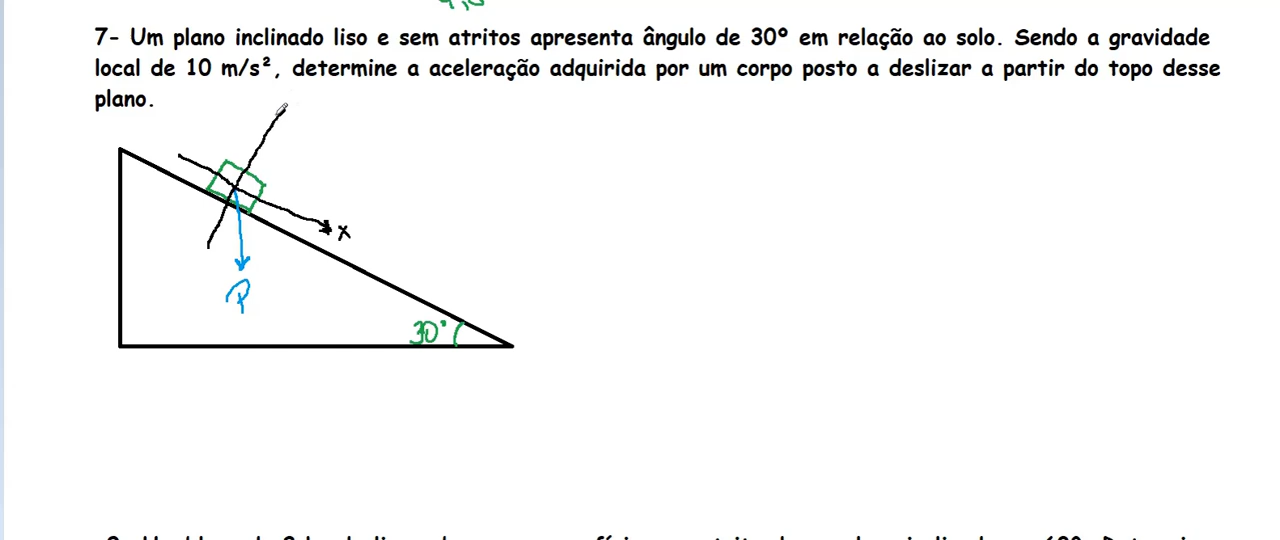 7- Um plano inclinado liso e sem atritos apresenta ângulo de 30º em relação ao solo. Sendo a gravidade
local de 10 m/s², determine a aceleração adquirida por um corpo posto a deslizar a partir do topo desse
plano.
x
P
30°